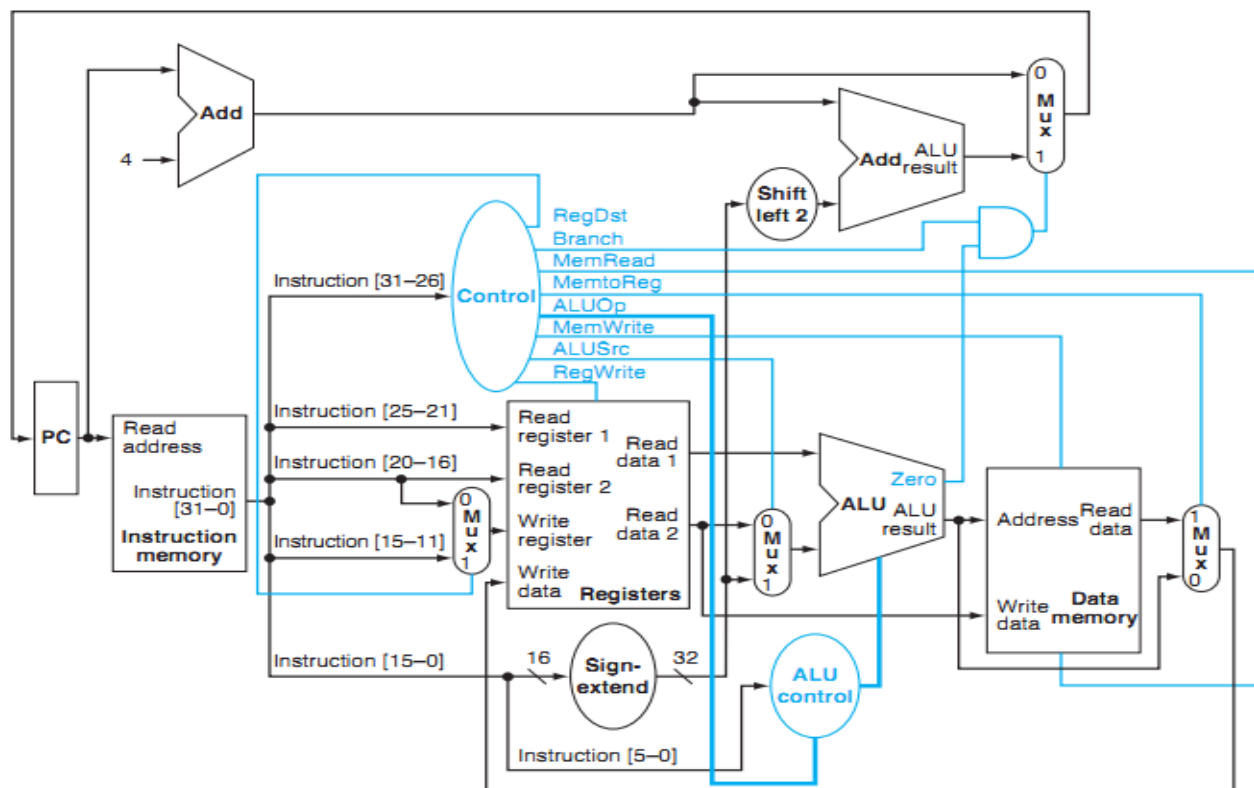 Add
4
0
Mux
1
Add
ALU
result
Shift
left 2
RegDst
Branch
MemRead
MemtoReg
ALUOp
MemWrite
ALUSrc
RegWrite
Control
Instruction [31–26]
Instruction [25–21]
Instruction [20–16]
Instruction [15–11]
Instruction [15–0]
Instruction [5–0]
PC
Read
address
Instruction
[31–0]
Instruction
memory
0
Mux
1
Read
register 1
Read
register 2
Write
register
Write
data
Read
data 1
Read
data 2
Registers
0
Mux
1
Zero
ALU
ALU
result
Address
Read
data
Write
data
Data
memory
1
Mux
0
16
Sign-
extend
32
ALU
control